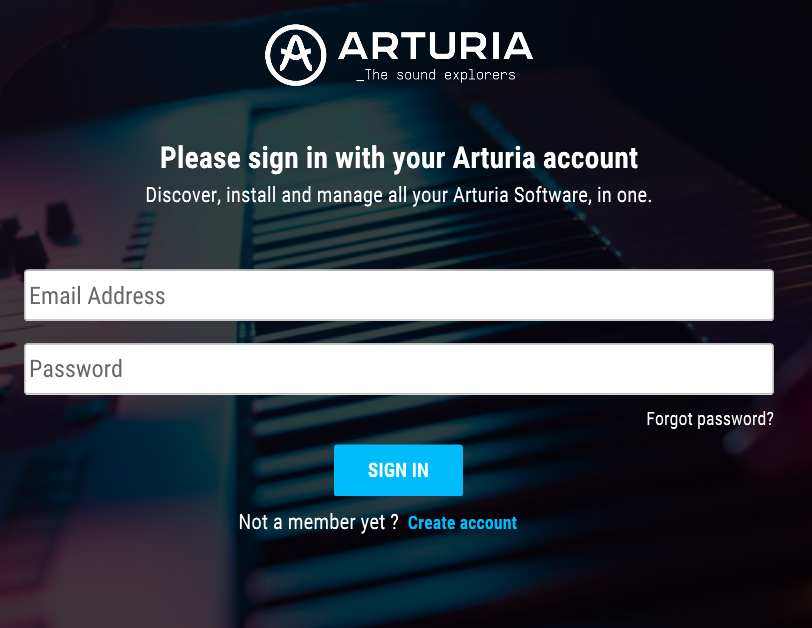 ARTURIA
_The sound explorers
Please sign in with your Arturia account
Discover, install and manage all your Arturia Software, in one.
Email Address
Password
Forgot password?
SIGN IN
Not a member yet ? Create account